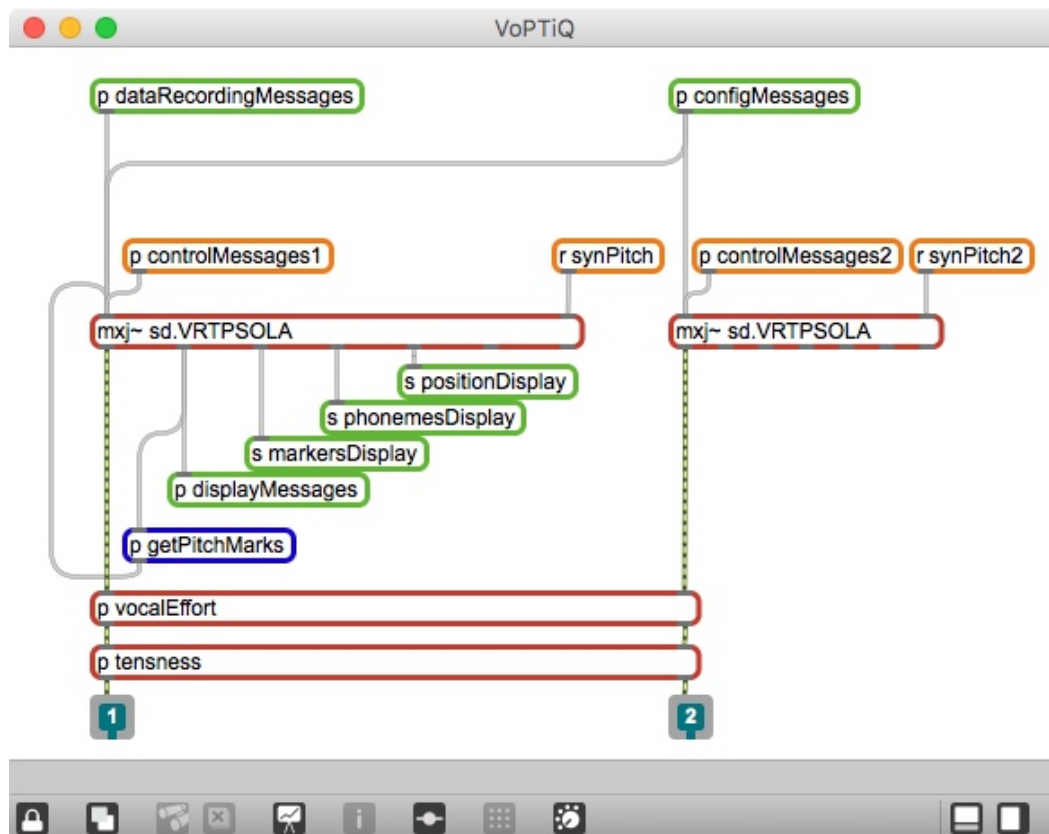 VoPTiQ
p dataRecordingMessages
p configMessages
p controlMessages1
r synPitch
p controlMessages2
r synPitch2
mxj~ sd.VRTPSOLA
mxj~ sd.VRTPSOLA
s positionDisplay
s phonemesDisplay
s markersDisplay
p displayMessages
p getPitchMarks
p vocalEffort
p tensness
1
2